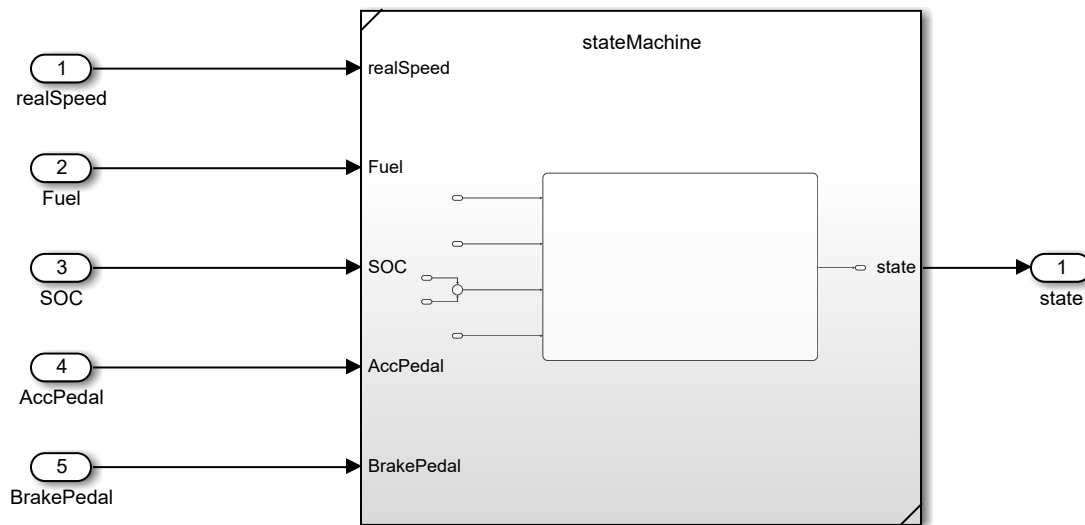 stateMachine
1
realSpeed
realSpeed
2
Fuel
Fuel
3
SOC
SOC
state
1
state
4
AccPedal
AccPedal
5
BrakePedal
BrakePedal